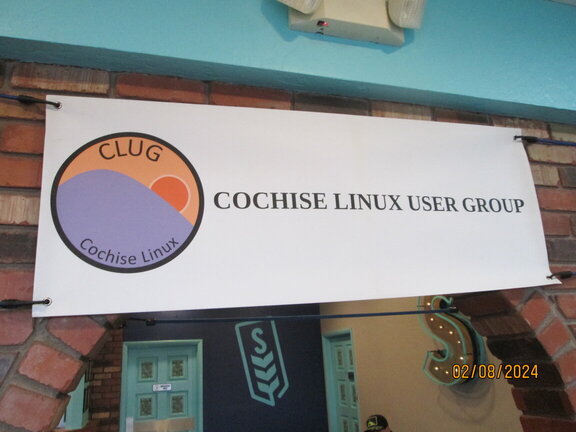 CLUG
Cochise Linux
COCHISE LINUX USER GROUP
S
S
02/08/2024